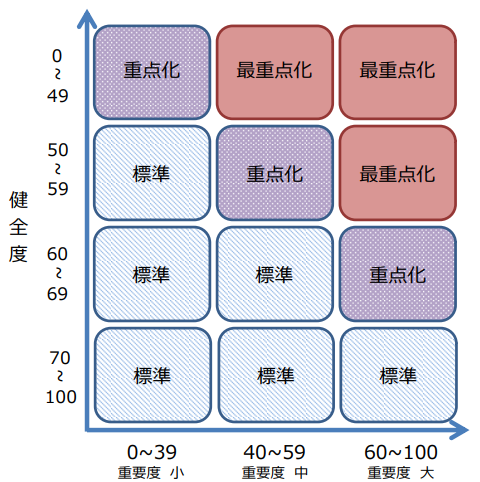 0
~
49
重点化
最重点化
最重点化
50
~
59
標準
重点化
最重点化
健全度
60
~
69
標準
標準
重点化
70
~
100
標準
標準
標準
0~39
重要度 小
40~59
重要度 中
60~100
重要度 大